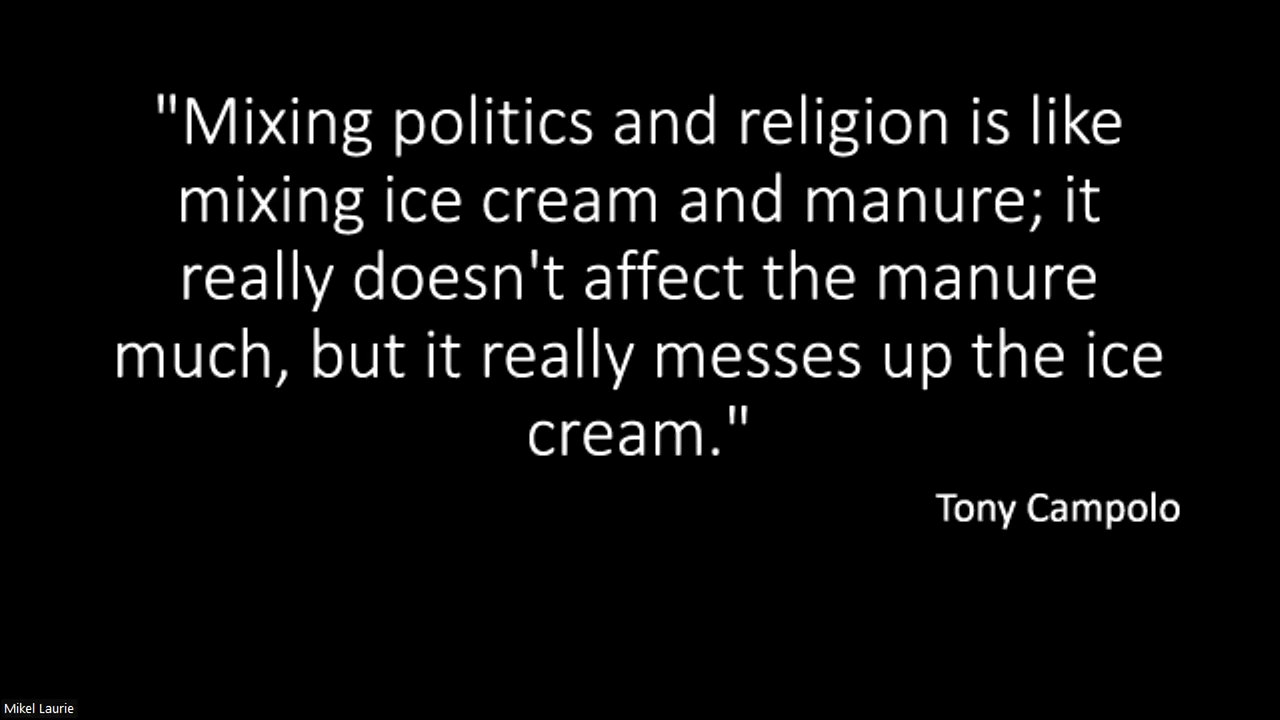 "Mixing politics and religion is like
mixing ice cream and manure; it
really doesn't affect the manure
much, but it really messes up the ice
cream."
Tony Campolo
Mikel Laurie